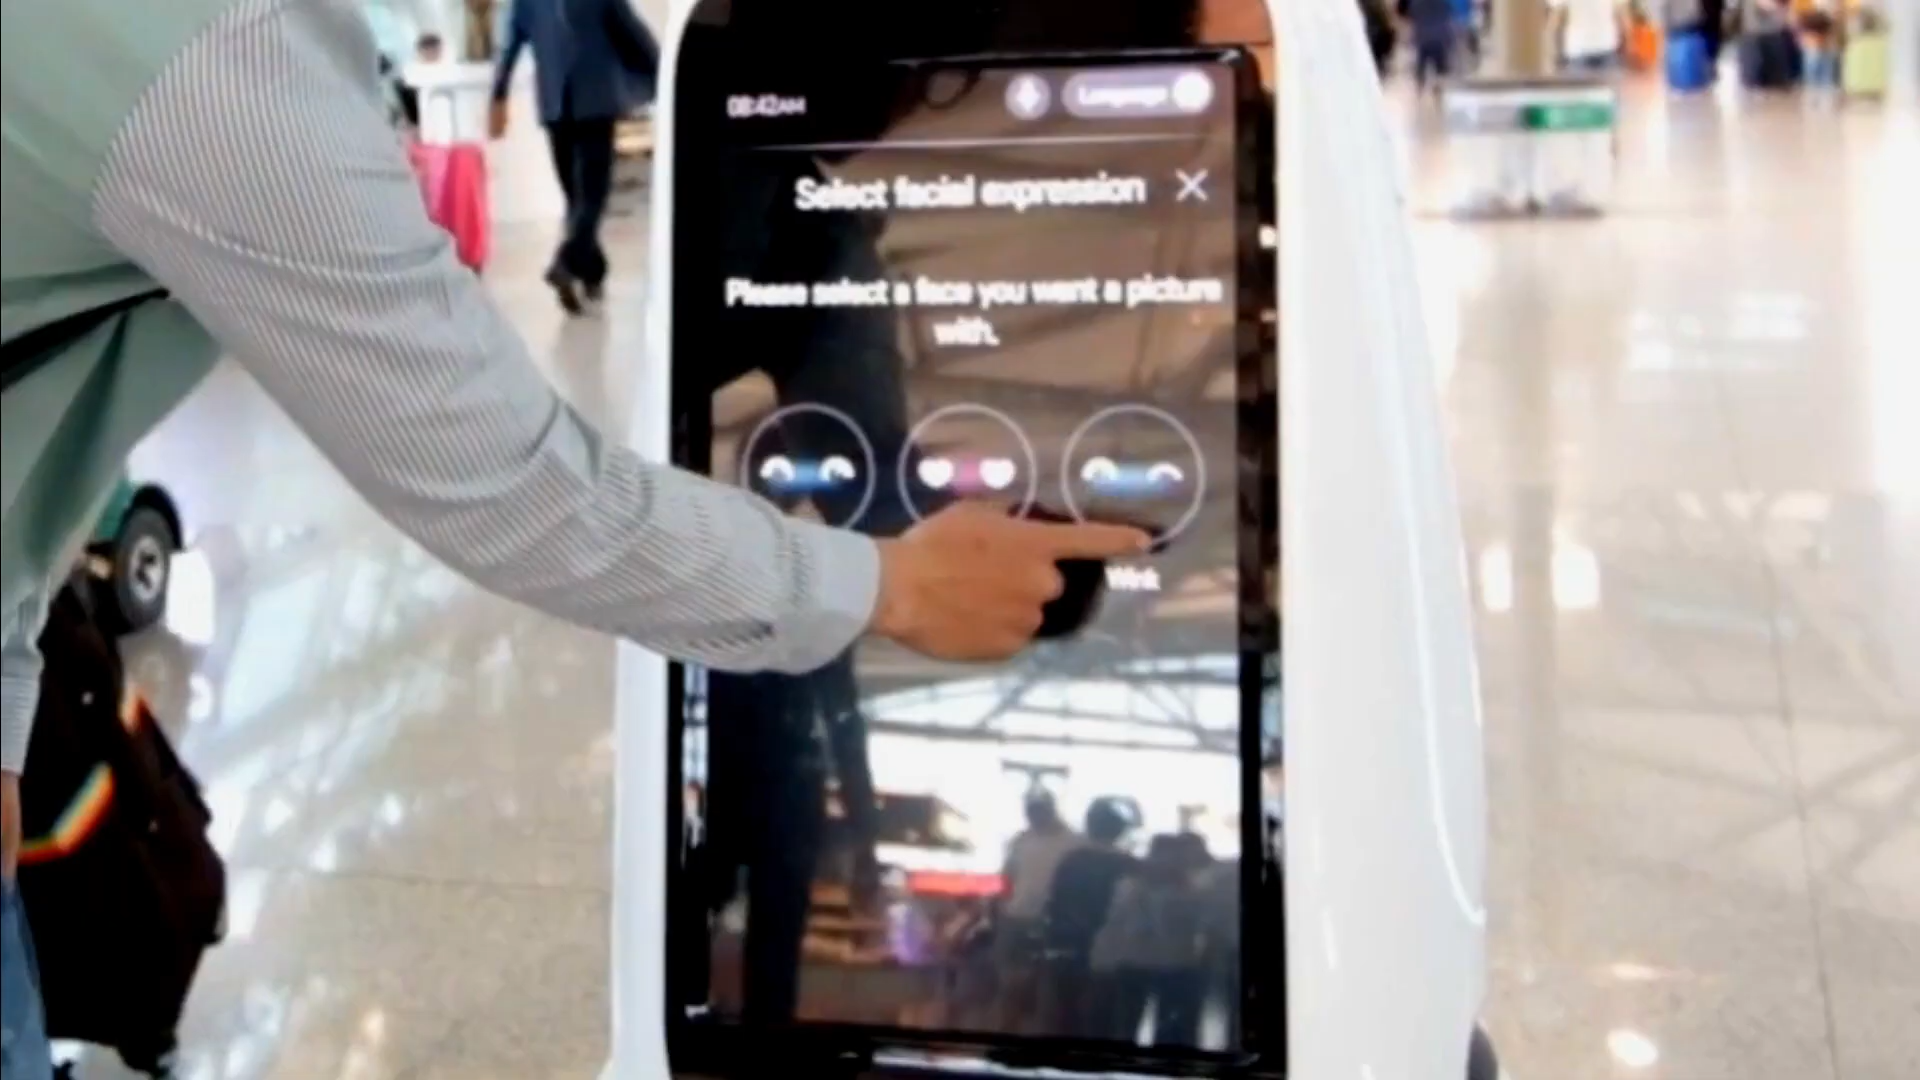 08:42AM
Language
Select facial expression
Please select a face you want a picture
with.
Wink